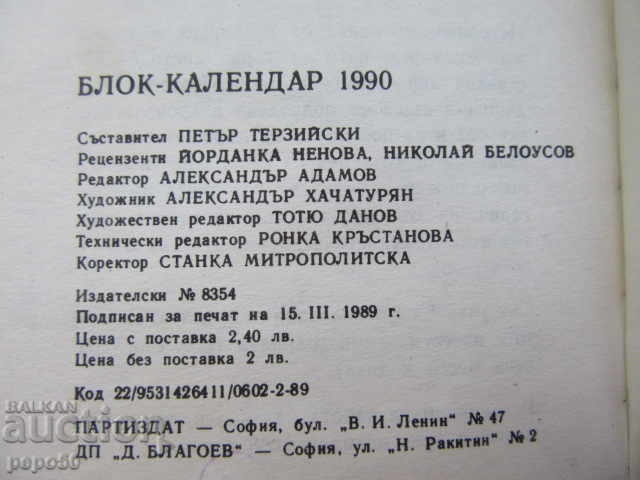 БЛОК-КАЛЕНДАР 1990
Съставител ПЕТЪР ТЕРЗИЙСКИ
Рецензенти ЙОРДАНКА НЕНОВА, НИКОЛАЙ БЕЛОУСОВ
Редактор АЛЕКСАНДЪР АДАМОВ
Художник АЛЕКСАНДЪР ХАЧАТУРЯН
Художествен редактор ТОТЮ ДАНОВ
Технически редактор РОНКА КРЪСТАНОВА
Коректор СТАНКА МИТРОПОЛИТСКА
Издателски № 8354
Подписан за печат на 15. III. 1989 г.
Цена с поставка 2,40 лв.
Цена без поставка 2 лв.
Код 22/9531426411/0602-2-89
ПАРТИЗДАТ — София, бул. „В. И. Ленин“ № 47
ДП „Д. БЛАГОЕВ“ — София, ул. „Н. Ракитин“ № 2
BALKAN
auction
papo50